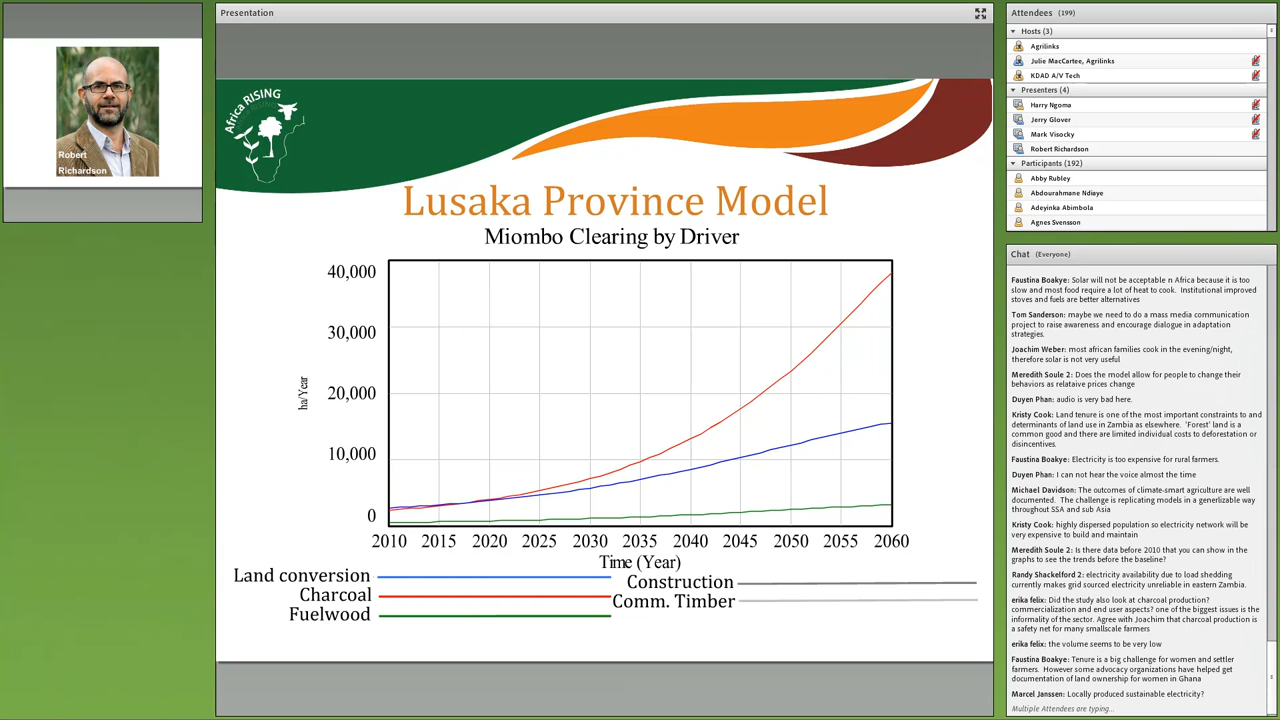 Robert
Richardson
Presentation
Africa RISING
Lusaka Province Model
Miombo Clearing by Driver
40,000
30,000
20,000
10,000
0
ha/Year
2010 2015 2020 2025 2030 2035 2040 2045 2050 2055 2060
Time (Year)
Land conversion
Charcoal
Fuelwood
Construction
Comm. Timber
Attendees (199)
Hosts (3)
Agrilinks
Julie MacCartee, Agrilinks
KDAD A/V Tech
Presenters (4)
Harry Ngoma
Jerry Glover
Mark Visocky
Robert Richardson
Participants (192)
Abby Rubley
Abdourahmane Ndiaye
Adeyinka Abimbola
Agnes Svensson
Chat (Everyone)
Faustina Boakye: Solar will not be acceptable n Africa because it is too
slow and most food require a lot of heat to cook. Institutional improved
stoves and fuels are better alternatives
Tom Sanderson: maybe we need to do a mass media communication
project to raise awareness and encourage dialogue in adaptation
strategies.
Joachim Weber: most african families cook in the evening/night,
therefore solar is not very useful
Meredith Soule 2: Does the model allow for people to change their
behaviors as relataive prices change
Duyen Phan: audio is very bad here.
Kristy Cook: Land tenure is one of the most important constraints to and
determinants of land use in Zambia as elsewhere. 'Forest' land is a
common good and there are limited individual costs to deforestation or
disincentives.
Faustina Boakye: Electricity is too expensive for rural farmers.
Duyen Phan: I can not hear the voice almost the time
Michael Davidson: The outcomes of climate-smart agriculture are well
documented. The challenge is replicating models in a generlizable way
throughout SSA and sub Asia
Kristy Cook: highly dispersed population so electricity network will be
very expensive to build and maintain
Meredith Soule 2: Is there data before 2010 that you can show in the
graphs to see the trends before the baseline?
Randy Shackelford 2: electricity availability due to load shedding
currently makes grid sourced electricity unreliable in eastern Zambia.
erika felix: Did the study also look at charcoal production?
commercialization and end user aspects? one of the biggest issues is the
informality of the sector. Agree with Joachim that charcoal production is
a safety net for many smallscale farmers
erika felix: the volume seems to be very low
Faustina Boakye: Tenure is a big challenge for women and settler
farmers. However some advocacy organizations have helped get
documentation of land ownership for women in Ghana
Marcel Janssen: Locally produced sustainable electricity?
Multiple Attendees are typing...